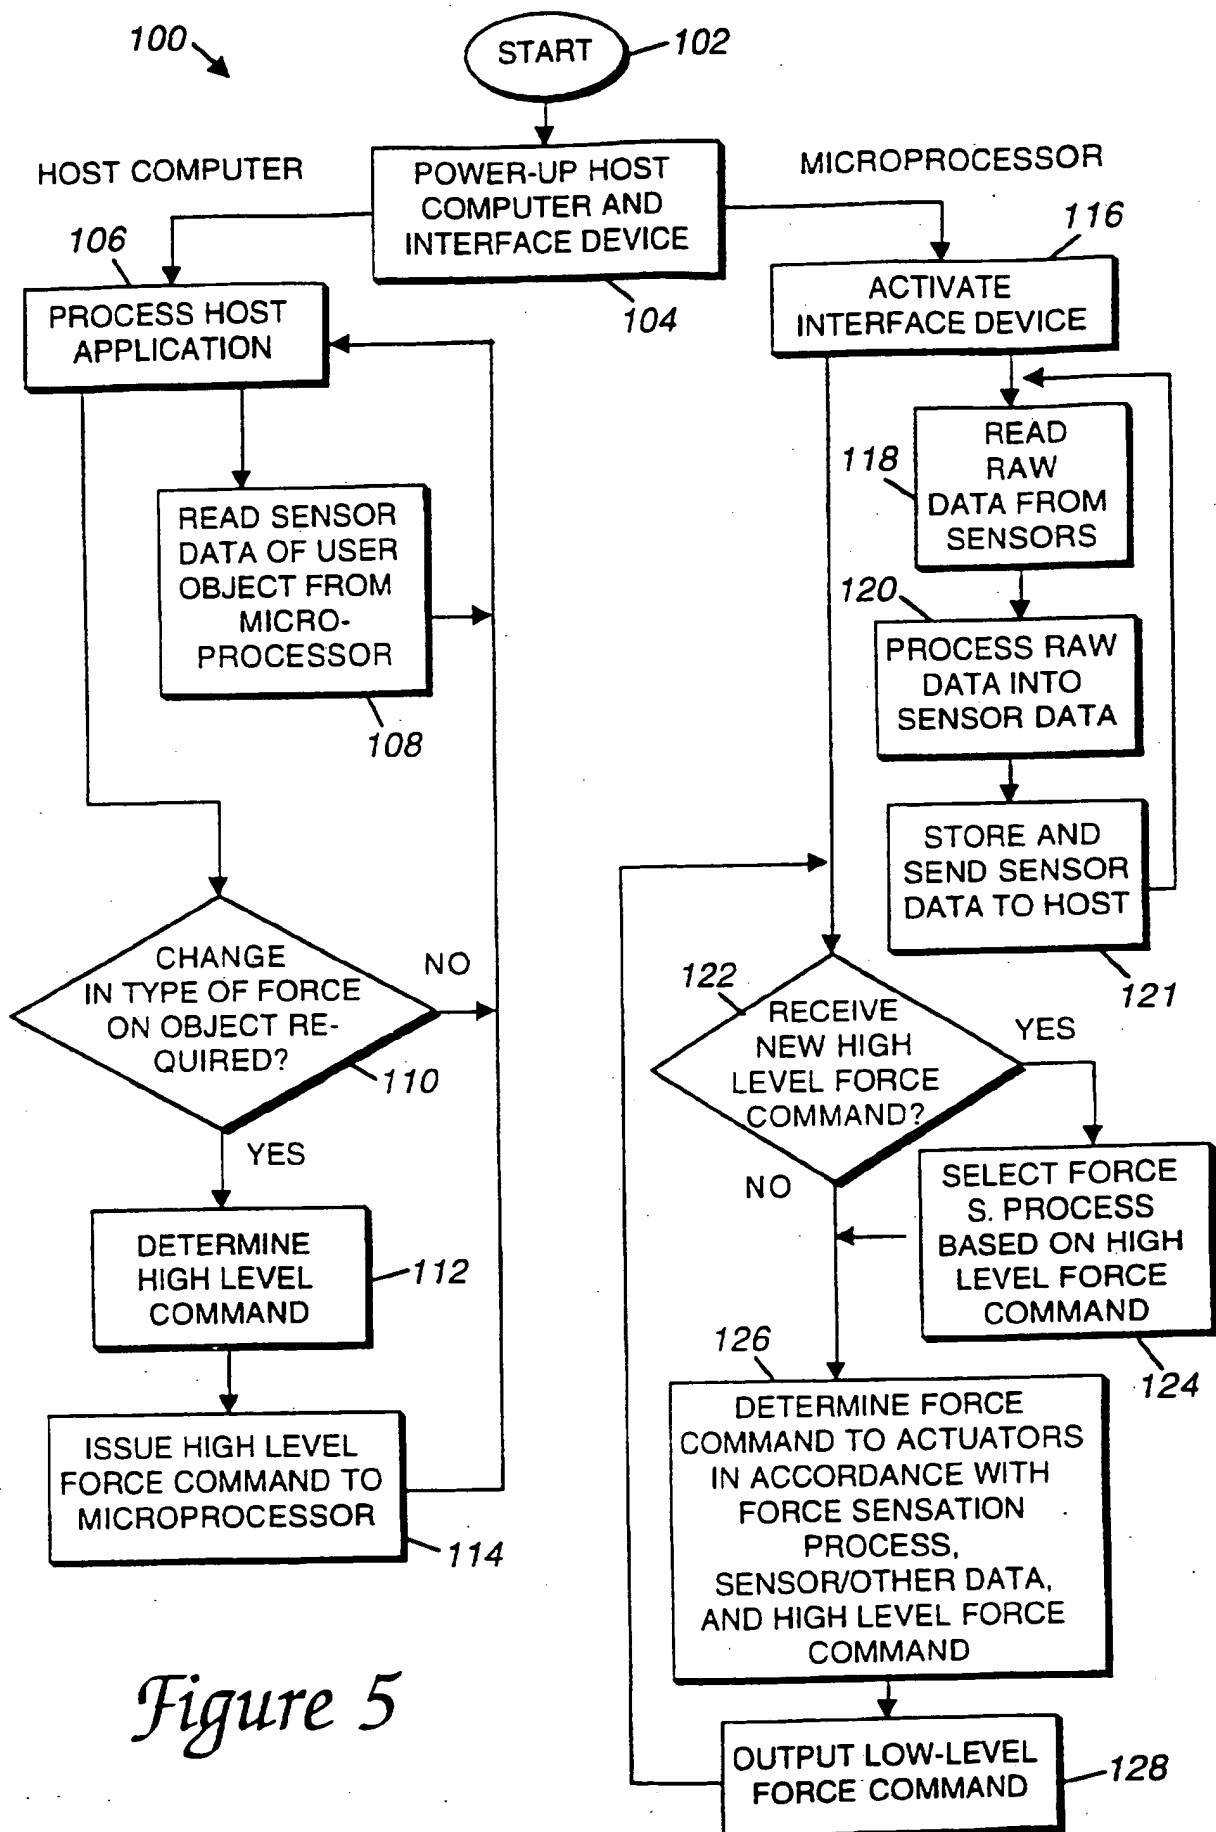 100
START
102
HOST COMPUTER
POWER-UP HOST
COMPUTER AND
INTERFACE DEVICE
104
MICROPROCESSOR
106
PROCESS HOST
APPLICATION
READ SENSOR
DATA OF USER
OBJECT FROM
MICRO-
PROCESSOR
108
CHANGE
IN TYPE OF FORCE
ON OBJECT RE-
QUIRED?
NO
110
YES
DETERMINE
HIGH LEVEL
COMMAND
112
ISSUE HIGH LEVEL
FORCE COMMAND TO
MICROPROCESSOR
114
116
ACTIVATE
INTERFACE DEVICE
118
READ
RAW
DATA FROM
SENSORS
120
PROCESS RAW
DATA INTO
SENSOR DATA
STORE AND
SEND SENSOR
DATA TO HOST
121
122
RECEIVE
NEW HIGH
LEVEL FORCE
COMMAND?
YES
NO
SELECT FORCE
S. PROCESS
BASED ON HIGH
LEVEL FORCE
COMMAND
124
126
DETERMINE FORCE
COMMAND TO ACTUATORS
IN ACCORDANCE WITH
FORCE SENSATION
PROCESS,
SENSOR/OTHER DATA,
AND HIGH LEVEL FORCE
COMMAND
OUTPUT LOW-LEVEL
FORCE COMMAND
128
Figure 5